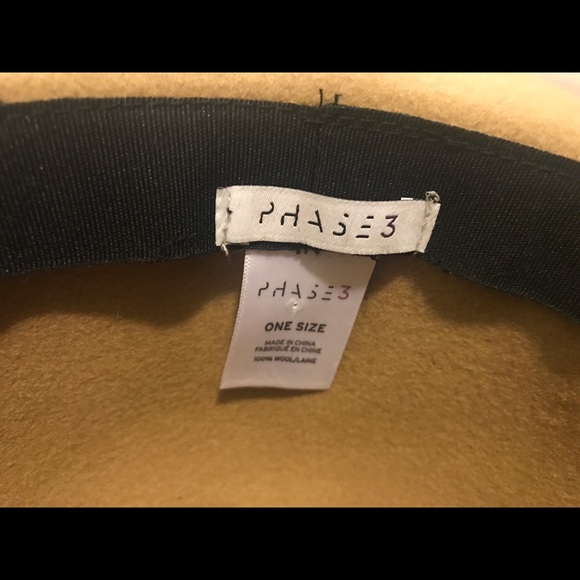 PHASE3
PHASE3
ONE SIZE
MADE IN CHINA
FABRIQUÉ EN CHINE
100% WOOL/LAINE